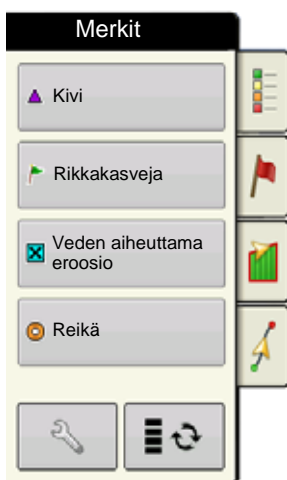 Merkit
Kivi
Rikkakasveja
Veden aiheuttama
eroosio
Reikä